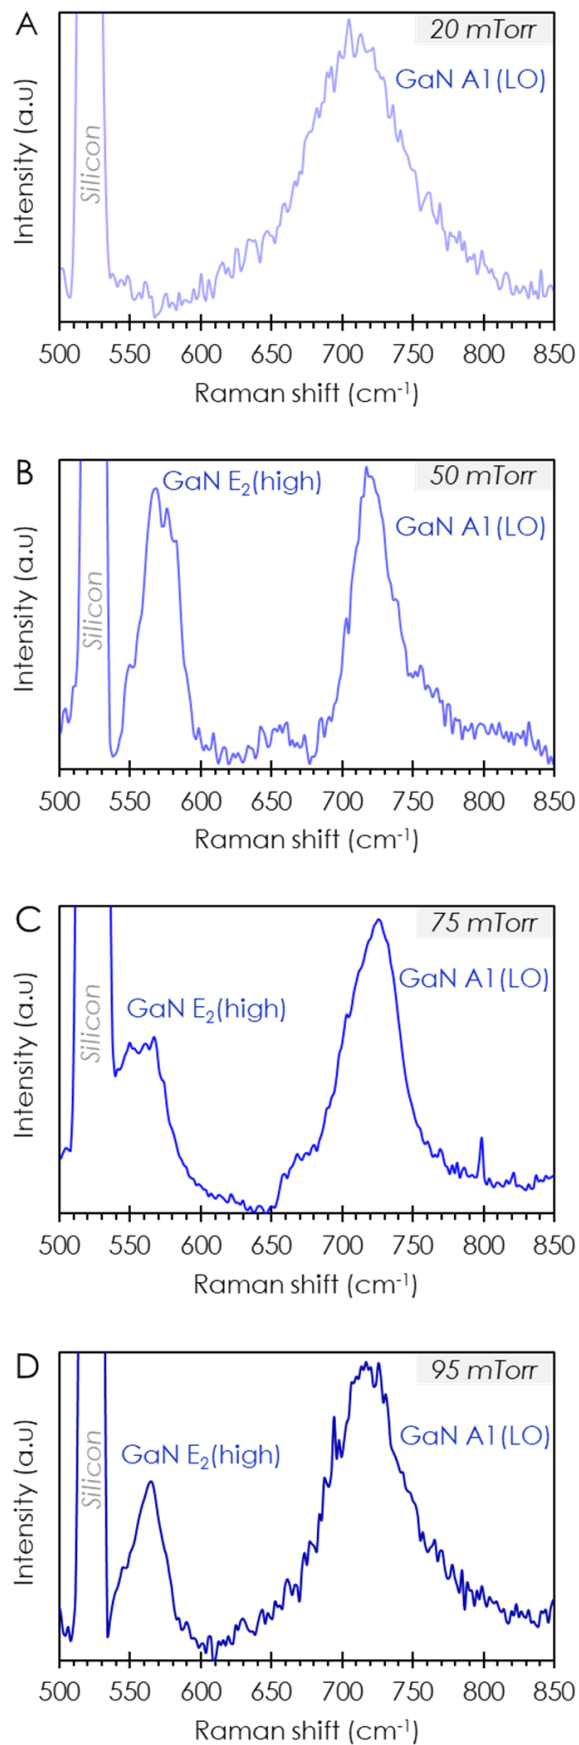 A
20 mTorr
GaN A1(LO)
Silicon
Intensity (a.u)
500 550 600 650 700 750 800 850
Raman shift (cm-1)
B
50 mTorr
GaN E2(high)
GaN A1(LO)
Silicon
Intensity (a.u)
500 550 600 650 700 750 800 850
Raman shift (cm-1)
C
75 mTorr
GaN A1(LO)
GaN E2(high)
Silicon
Intensity (a.u)
500 550 600 650 700 750 800 850
Raman shift (cm-1)
D
95 mTorr
GaN A1(LO)
GaN E2(high)
Silicon
Intensity (a.u)
500 550 600 650 700 750 800 850
Raman shift (cm-1)